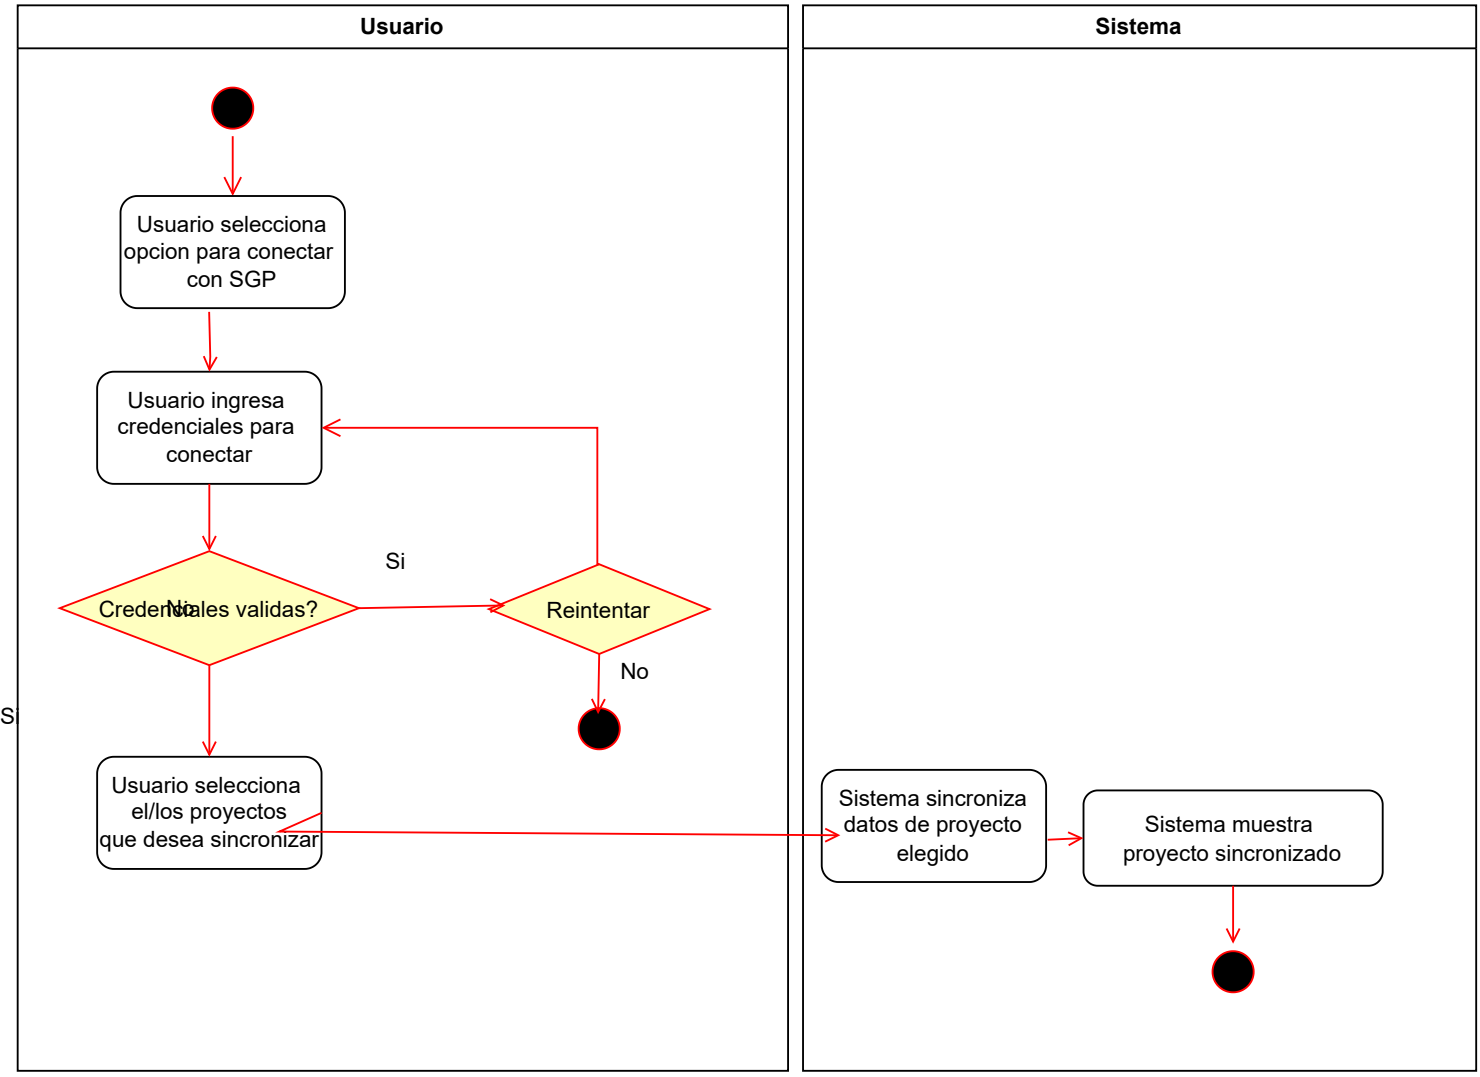 Usuario
Sistema
Usuario selecciona
opcion para conectar
con SGP
Usuario ingresa
credenciales para
conectar
Si
Credenciales validas?
No
Reintentar
No
Si
Usuario selecciona
el/los proyectos
que desea sincronizar
Sistema sincroniza
datos de proyecto
elegido
Sistema muestra
proyecto sincronizado